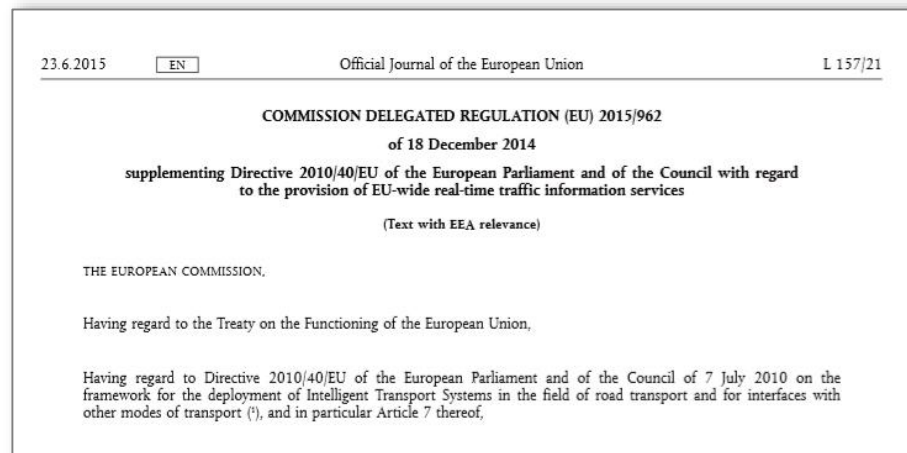 23.6.2015 EN Official Journal of the European Union L 157/21
COMMISSION DELEGATED REGULATION (EU) 2015/962
of 18 December 2014
supplementing Directive 2010/40/EU of the European Parliament and of the Council with regard
to the provision of EU-wide real-time traffic information services
(Text with EEA relevance)
THE EUROPEAN COMMISSION,
Having regard to the Treaty on the Functioning of the European Union,
Having regard to Directive 2010/40/EU of the European Parliament and of the Council of 7 July 2010 on the
framework for the deployment of Intelligent Transport Systems in the field of road transport and for interfaces with
other modes of transport (¹), and in particular Article 7 thereof,